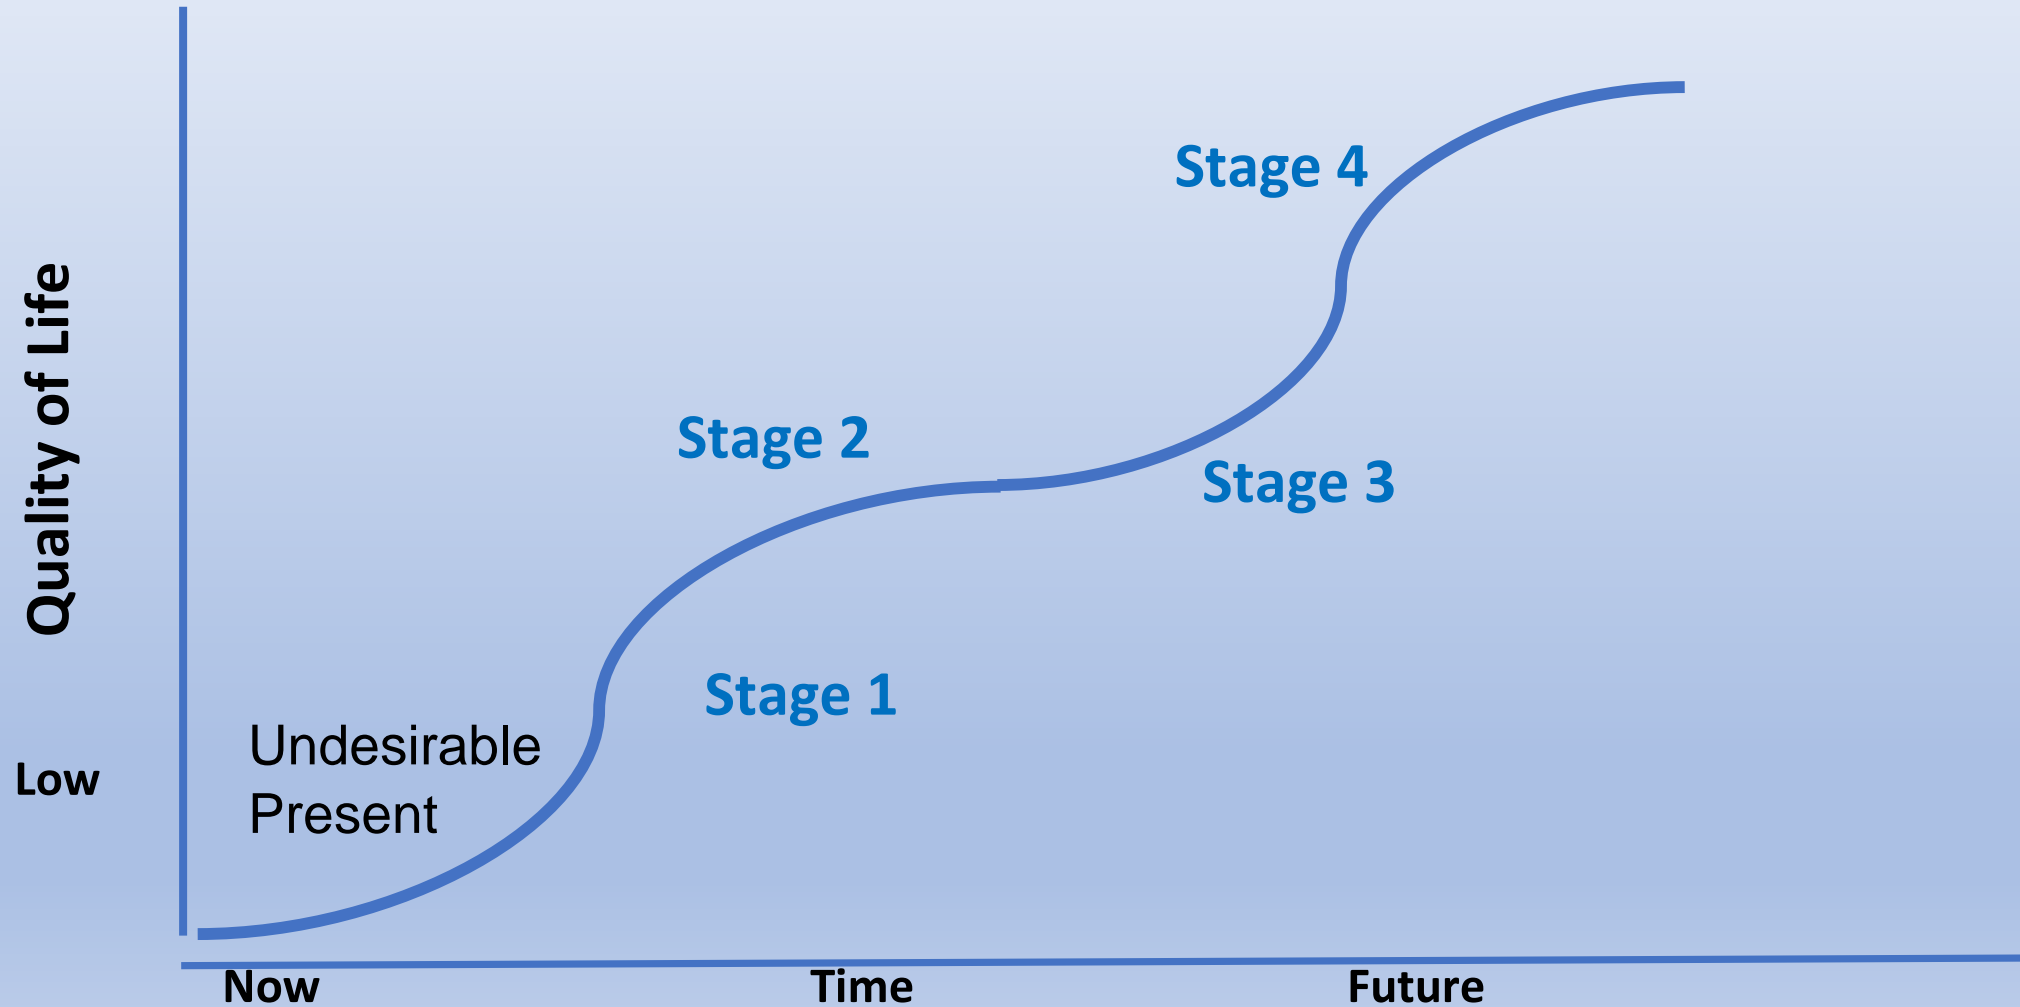 Stage 4
Quality of Life
Stage 2
Stage 3
Stage 1
Undesirable
Present
Low
Now
Time
Future